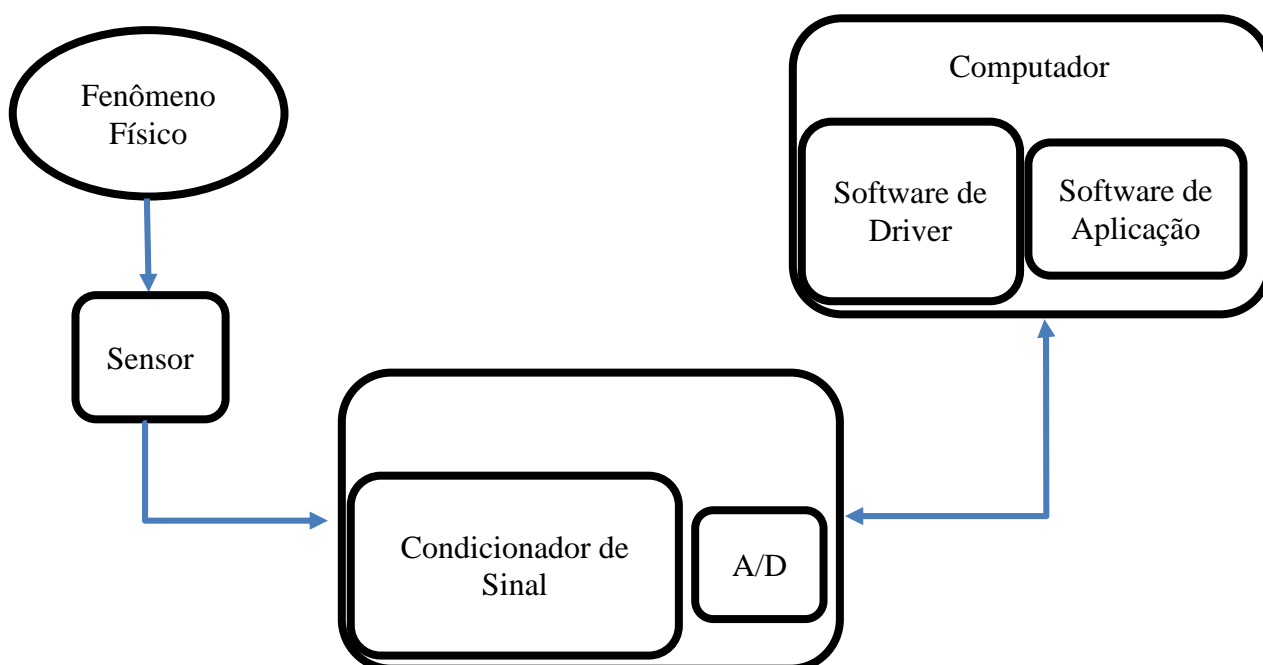 Fenômeno
Físico
Sensor
Condicionador de
Sinal
A/D
Computador
Software de
Driver
Software de
Aplicação